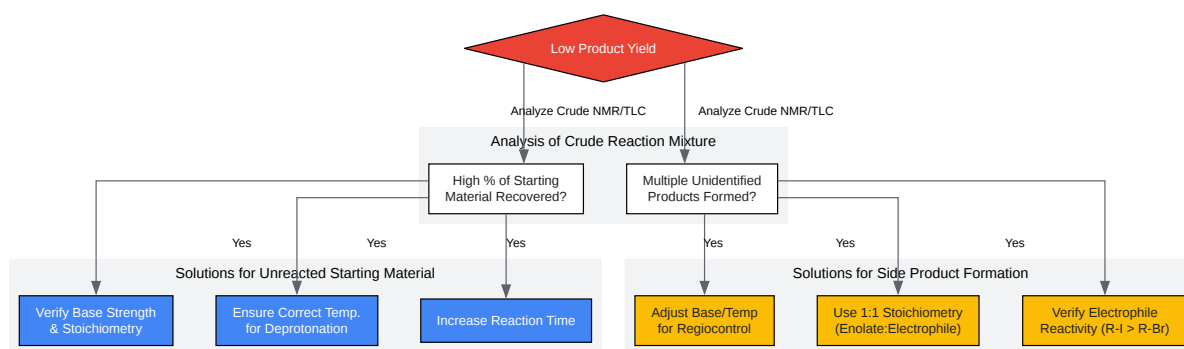 Low Product Yield
Analyze Crude NMR/TLC
Analyze Crude NMR/TLC
Analysis of Crude Reaction Mixture
High % of Starting
Material Recovered?
Multiple Unidentified
Products Formed?
Yes
Yes
Yes
Yes
Yes
Yes
Solutions for Unreacted Starting Material
Verify Base Strength
& Stoichiometry
Ensure Correct Temp.
for Deprotonation
Increase Reaction Time
Solutions for Side Product Formation
Adjust Base/Temp
for Regiocontrol
Use 1:1 Stoichiometry
(Enolate:Electrophile)
Verify Electrophile
Reactivity (R-I > R-Br)